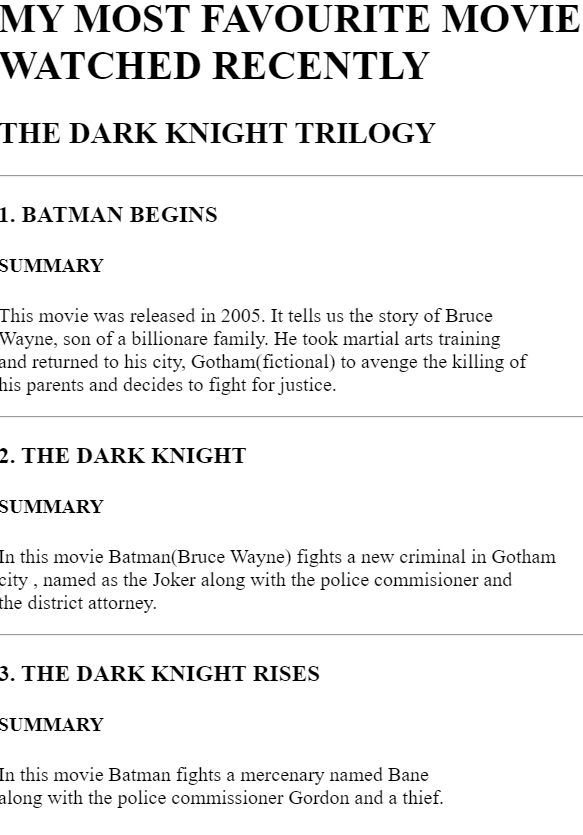 MY MOST FAVOURITE MOVIE
WATCHED RECENTLY
THE DARK KNIGHT TRILOGY
1. BATMAN BEGINS
SUMMARY
This movie was released in 2005. It tells us the story of Bruce
Wayne, son of a billionare family. He took martial arts training
and returned to his city, Gotham(fictional) to avenge the killing of
his parents and decides to fight for justice.
2. THE DARK KNIGHT
SUMMARY
In this movie Batman(Bruce Wayne) fights a new criminal in Gotham
city , named as the Joker along with the police commisioner and
the district attorney.
3. THE DARK KNIGHT RISES
SUMMARY
In this movie Batman fights a mercenary named Bane
along with the police commissioner Gordon and a thief.